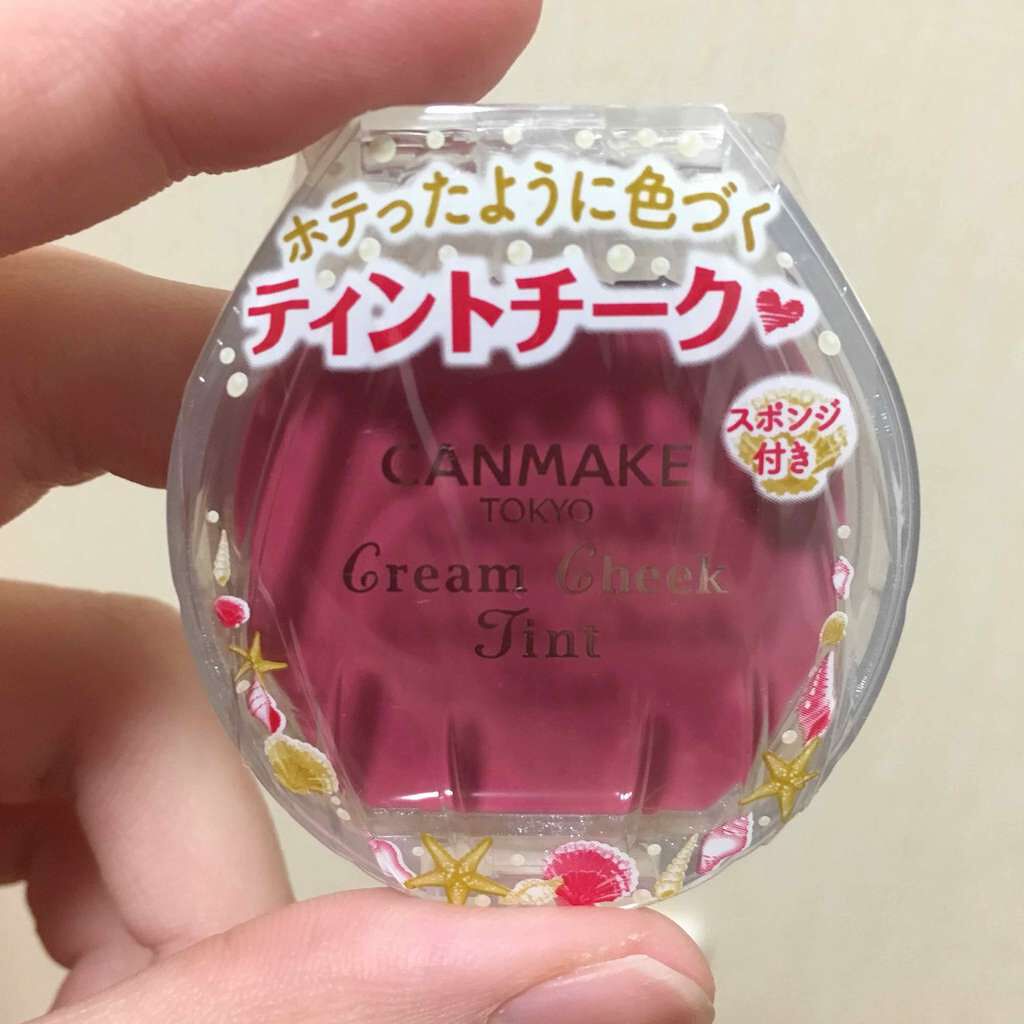 ホテったように色づく
ティントチーク♥
スポンジ
付き
CANMAKE
TOKYO
Cream Cheek
Tint